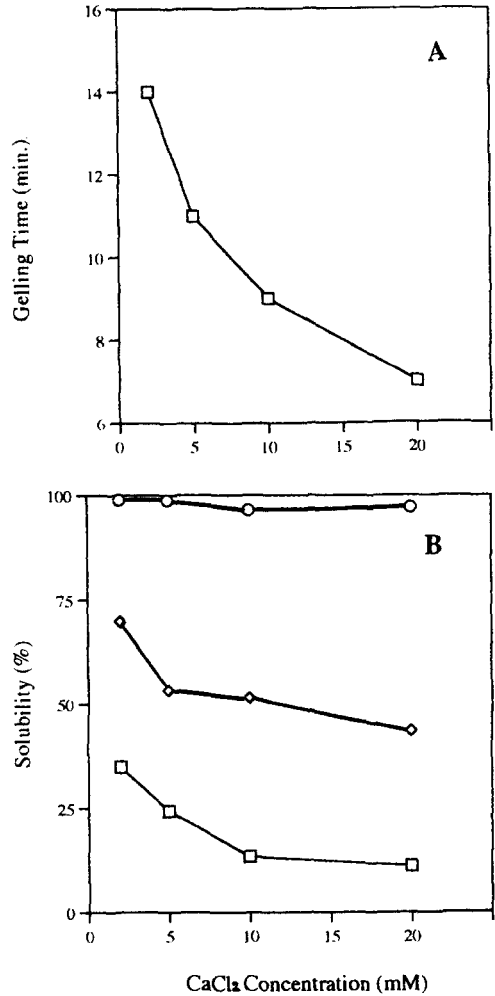 16
A
14
12
10
8
6
Gelling Time (min.)
0 5 10 15 20
100
B
75
50
25
0
Solubility (%)
0 5 10 15 20
CaCl₂ Concentration (mM)